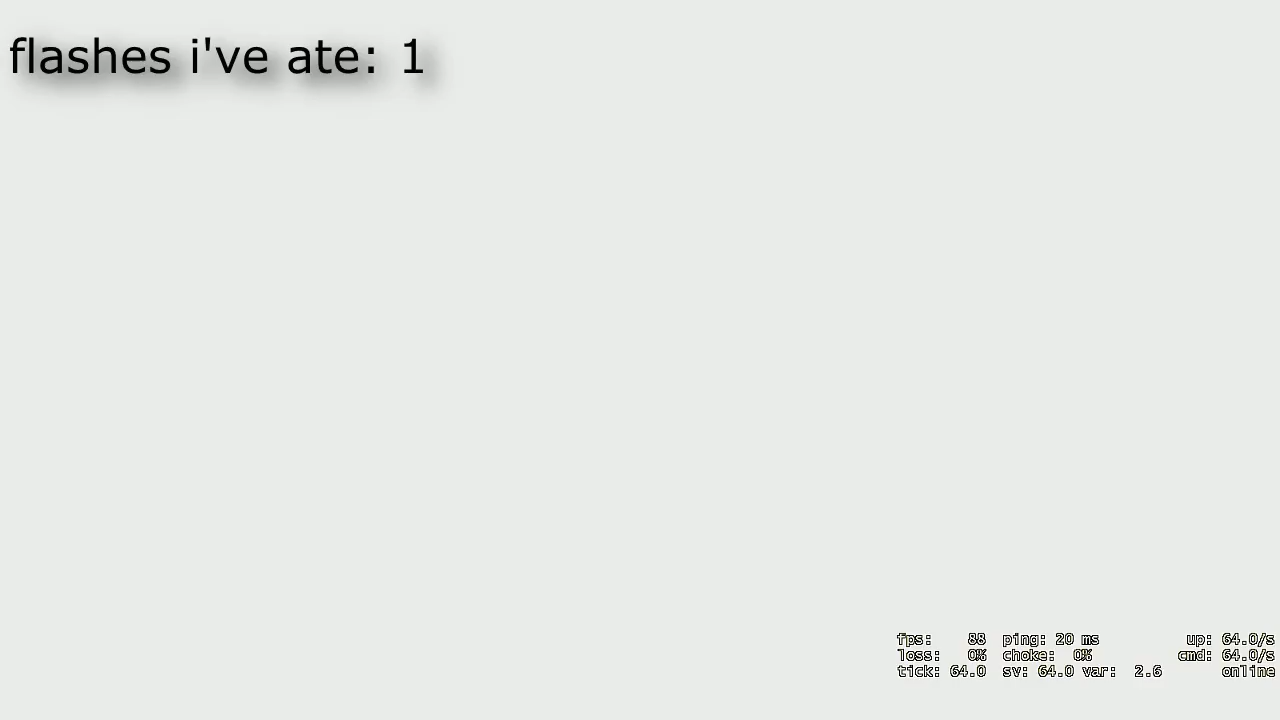 flashes i've ate: 1
fps: 88 ping: 20 ms up: 64.0/s
loss: 0% choke: 0% cmd: 64.0/s
tick: 64.0 sv: 64.0 var: 2.6 online